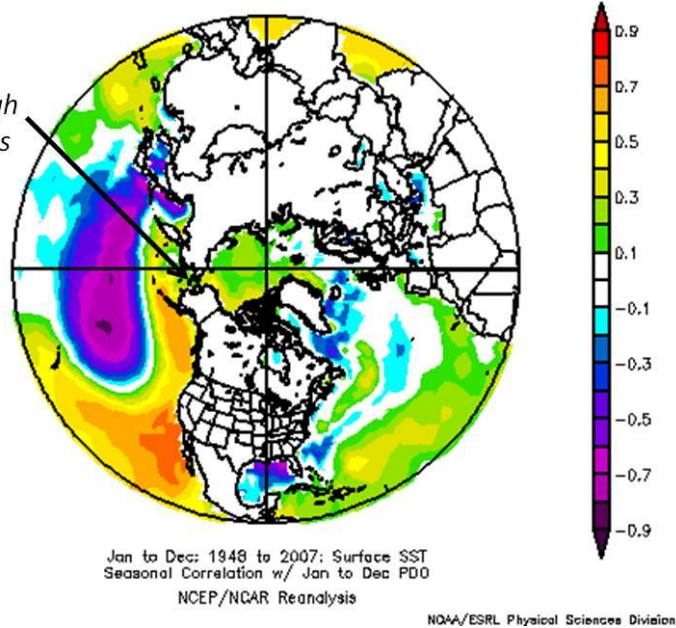 0.9
0.7
0.5
0.3
0.1
-0.1
-0.3
-0.5
-0.7
-0.9
Jan to Dec: 1948 to 2007: Surface SST
Seasonal Correlation w/ Jan to Dec PDO
NCEP/NCAR Reanalysis
NOAA/ESRL Physical Sciences Division